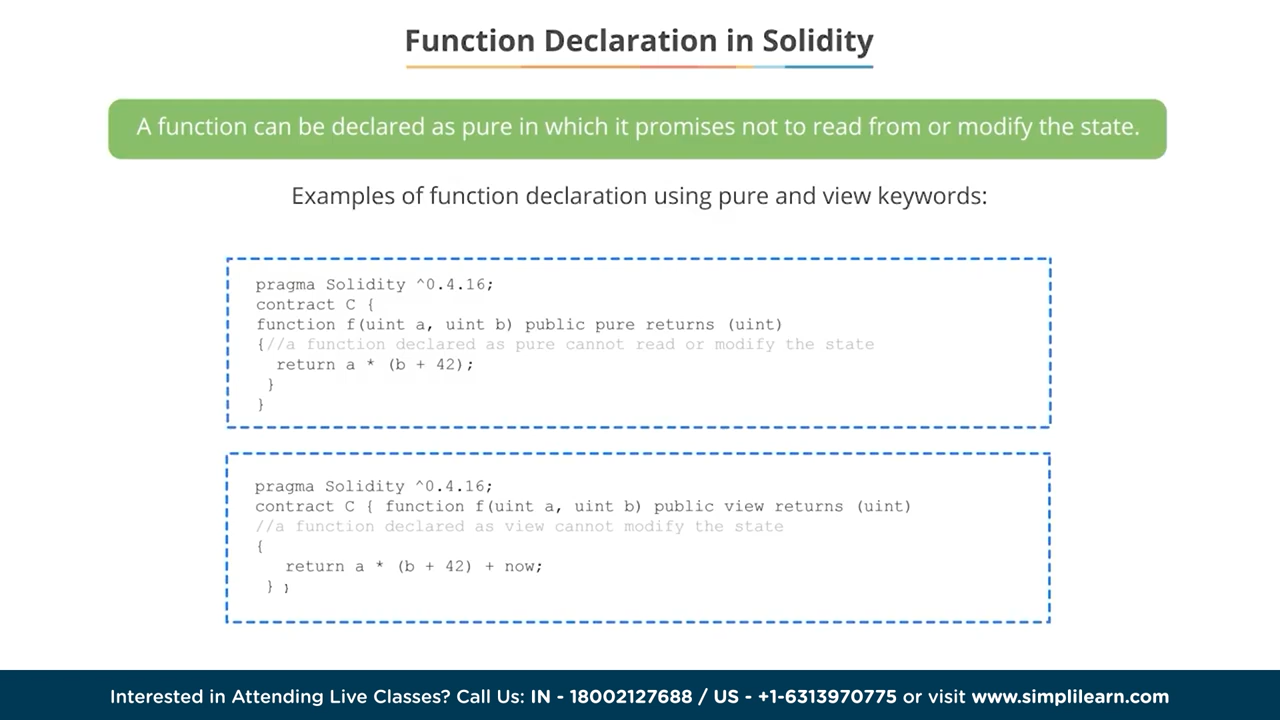 Function Declaration in Solidity
A function can be declared as pure in which it promises not to read from or modify the state.
Examples of function declaration using pure and view keywords:
pragma Solidity ^0.4.16;
contract C {
function f(uint a, uint b) public pure returns (uint)
{//a function declared as pure cannot read or modify the state
return a * (b + 42);
}
}
pragma Solidity ^0.4.16;
contract C { function f(uint a, uint b) public view returns (uint)
//a function declared as view cannot modify the state
{
return a * (b + 42) + now;
} }
Interested in Attending Live Classes? Call Us: IN - 18002127688 / US - +1-6313970775 or visit www.simplilearn.com